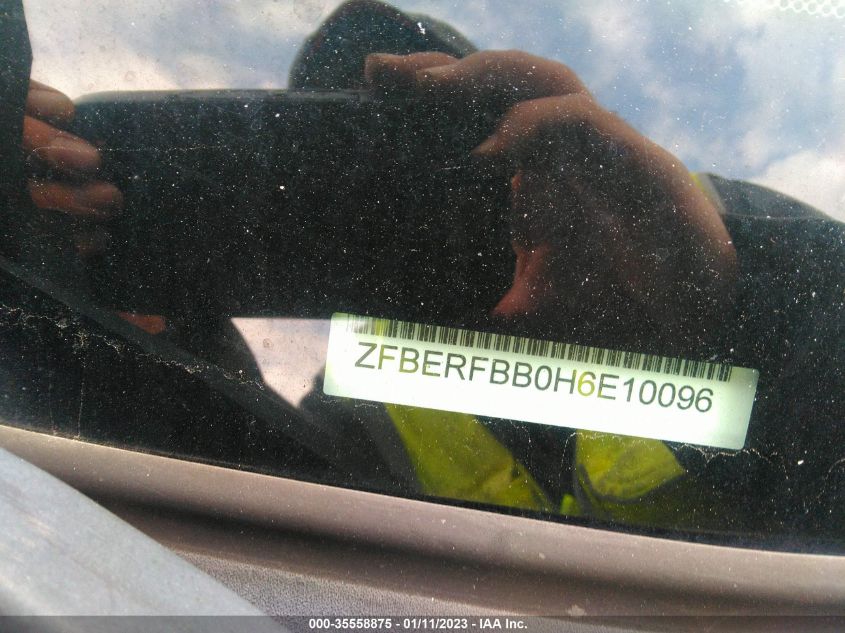 ZFBERFBB0H6E10096
000-35558875 - 01/11/2023 - IAA Inc.